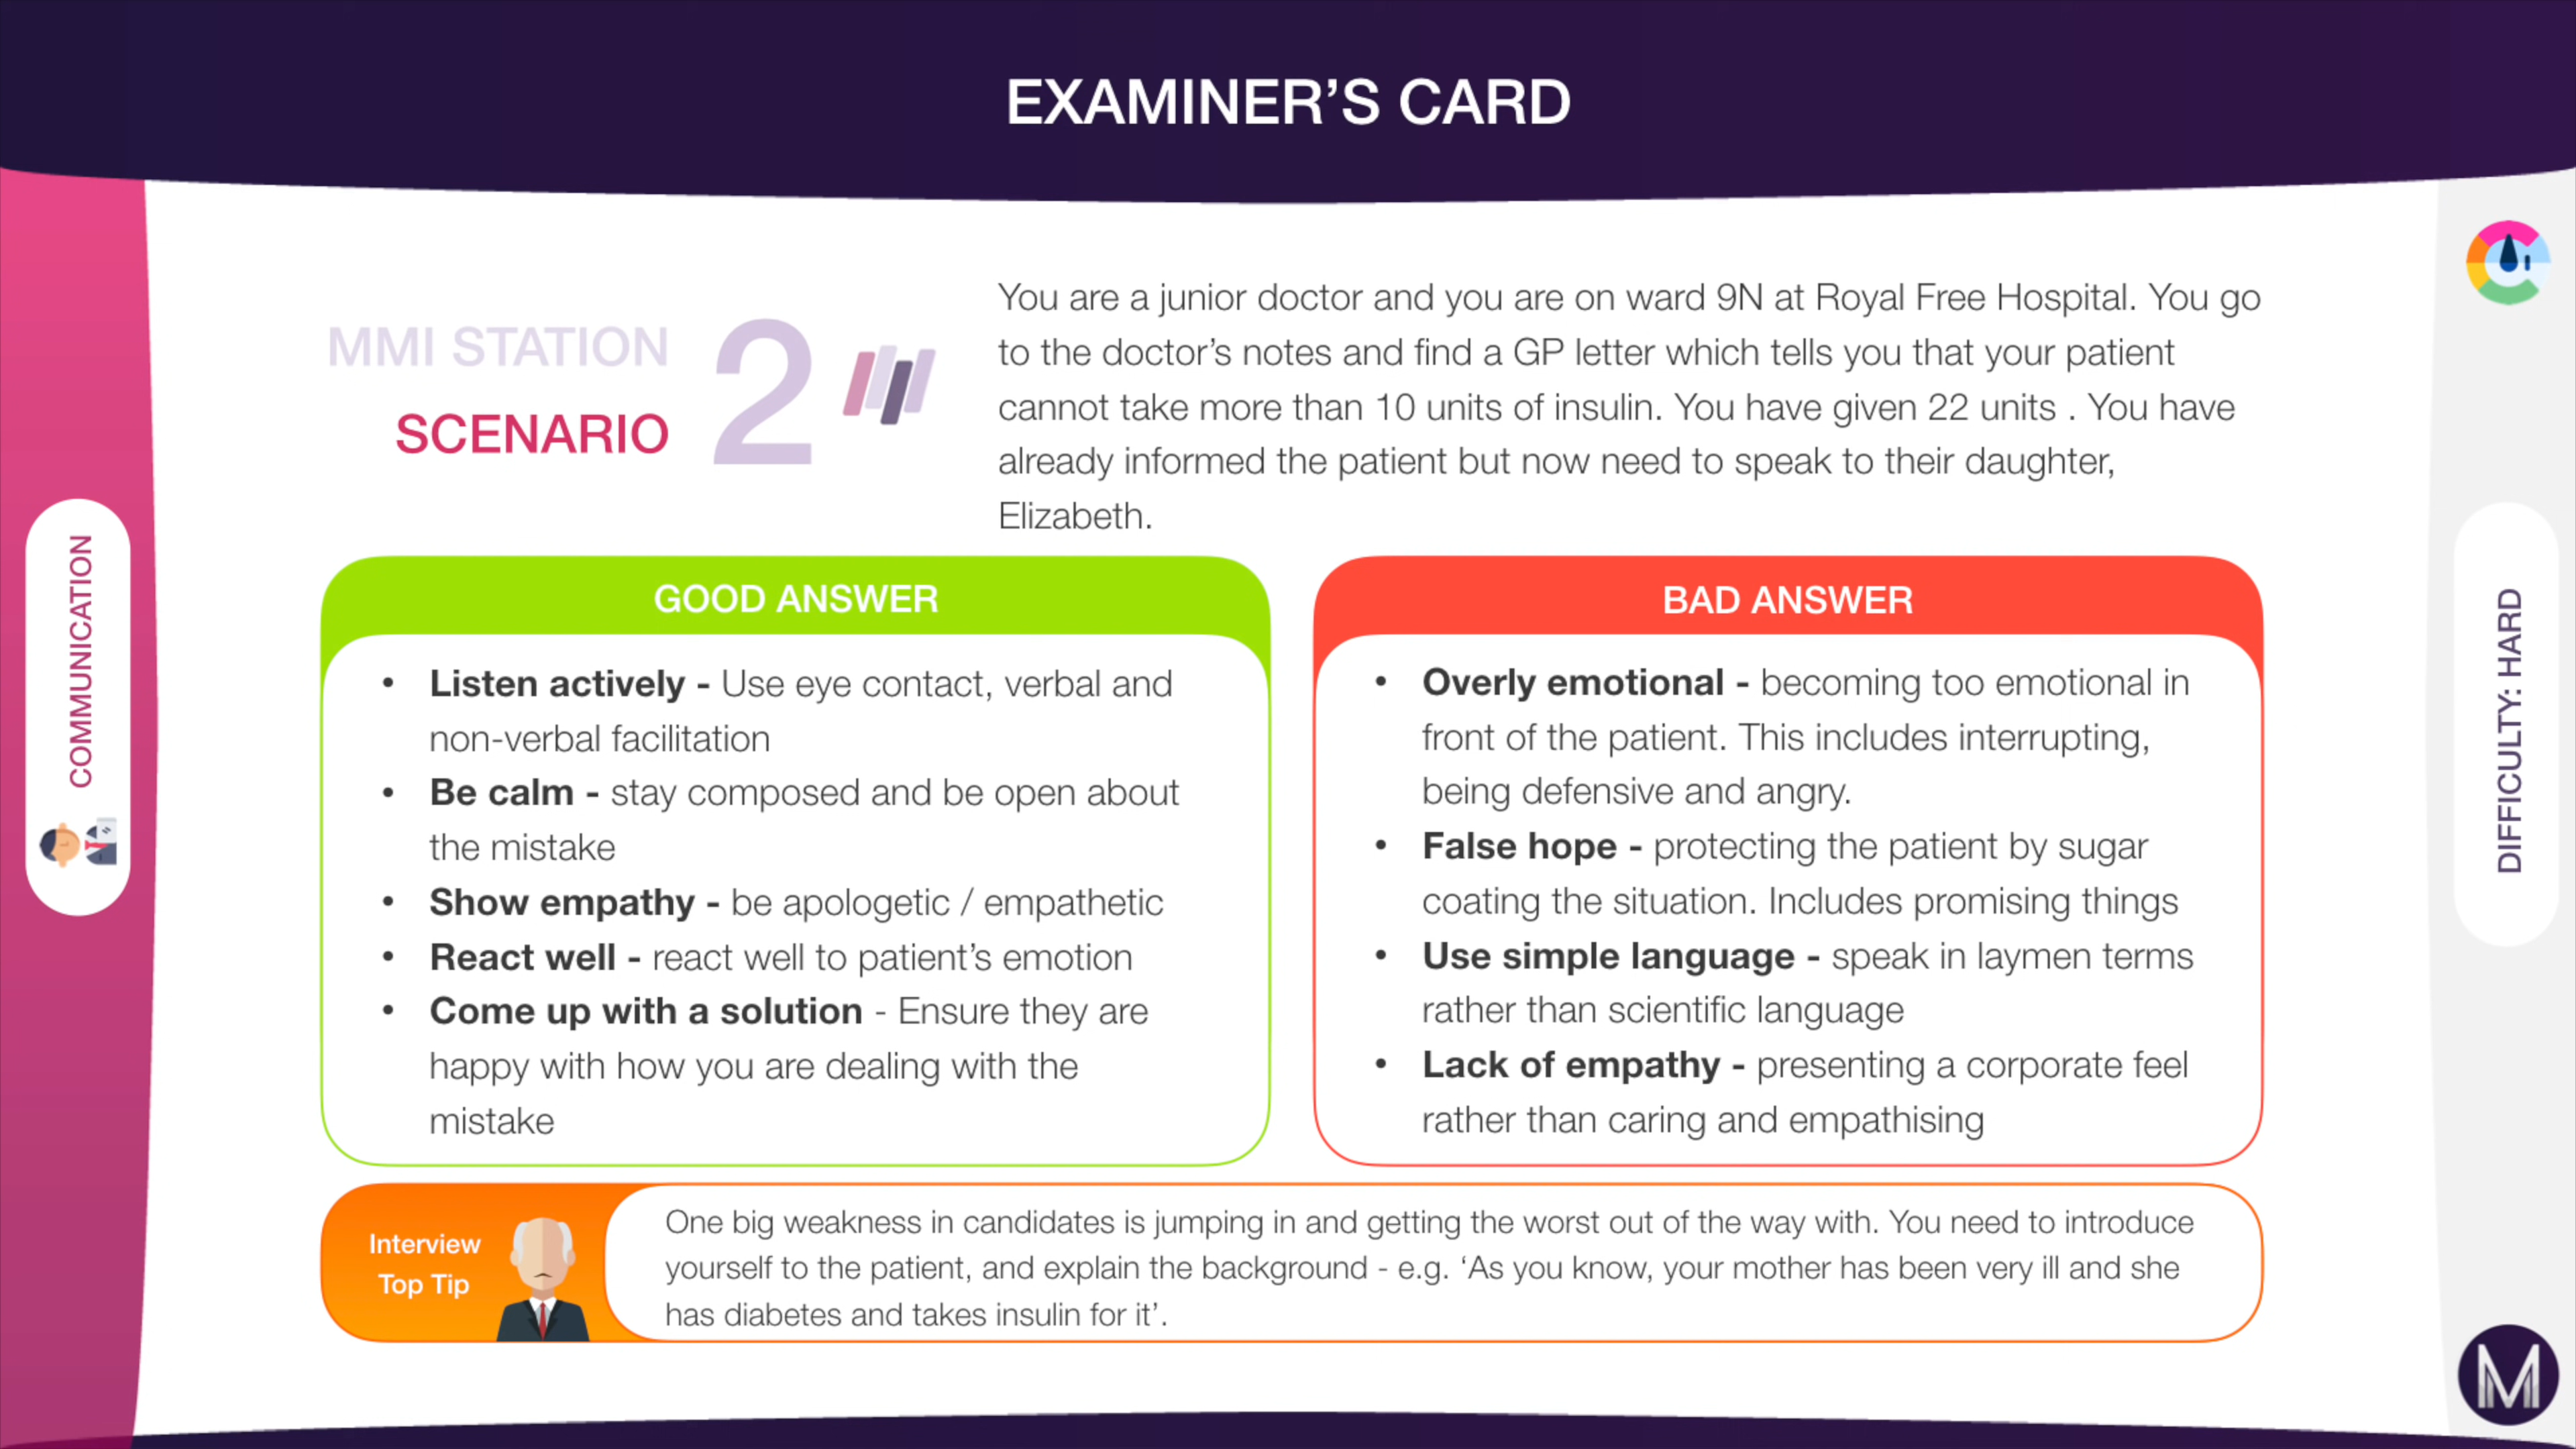 EXAMINER’S CARD
MMI STATION
SCENARIO
2
You are a junior doctor and you are on ward 9N at Royal Free Hospital. You go
to the doctor’s notes and find a GP letter which tells you that your patient
cannot take more than 10 units of insulin. You have given 22 units . You have
already informed the patient but now need to speak to their daughter,
Elizabeth.
COMMUNICATION
GOOD ANSWER
• Listen actively - Use eye contact, verbal and
non-verbal facilitation
• Be calm - stay composed and be open about
the mistake
• Show empathy - be apologetic / empathetic
• React well - react well to patient’s emotion
• Come up with a solution - Ensure they are
happy with how you are dealing with the
mistake
BAD ANSWER
• Overly emotional - becoming too emotional in
front of the patient. This includes interrupting,
being defensive and angry.
• False hope - protecting the patient by sugar
coating the situation. Includes promising things
• Use simple language - speak in laymen terms
rather than scientific language
• Lack of empathy - presenting a corporate feel
rather than caring and empathising
DIFFICULTY: HARD
Interview
Top Tip
One big weakness in candidates is jumping in and getting the worst out of the way with. You need to introduce
yourself to the patient, and explain the background - e.g. ‘As you know, your mother has been very ill and she
has diabetes and takes insulin for it’.
M